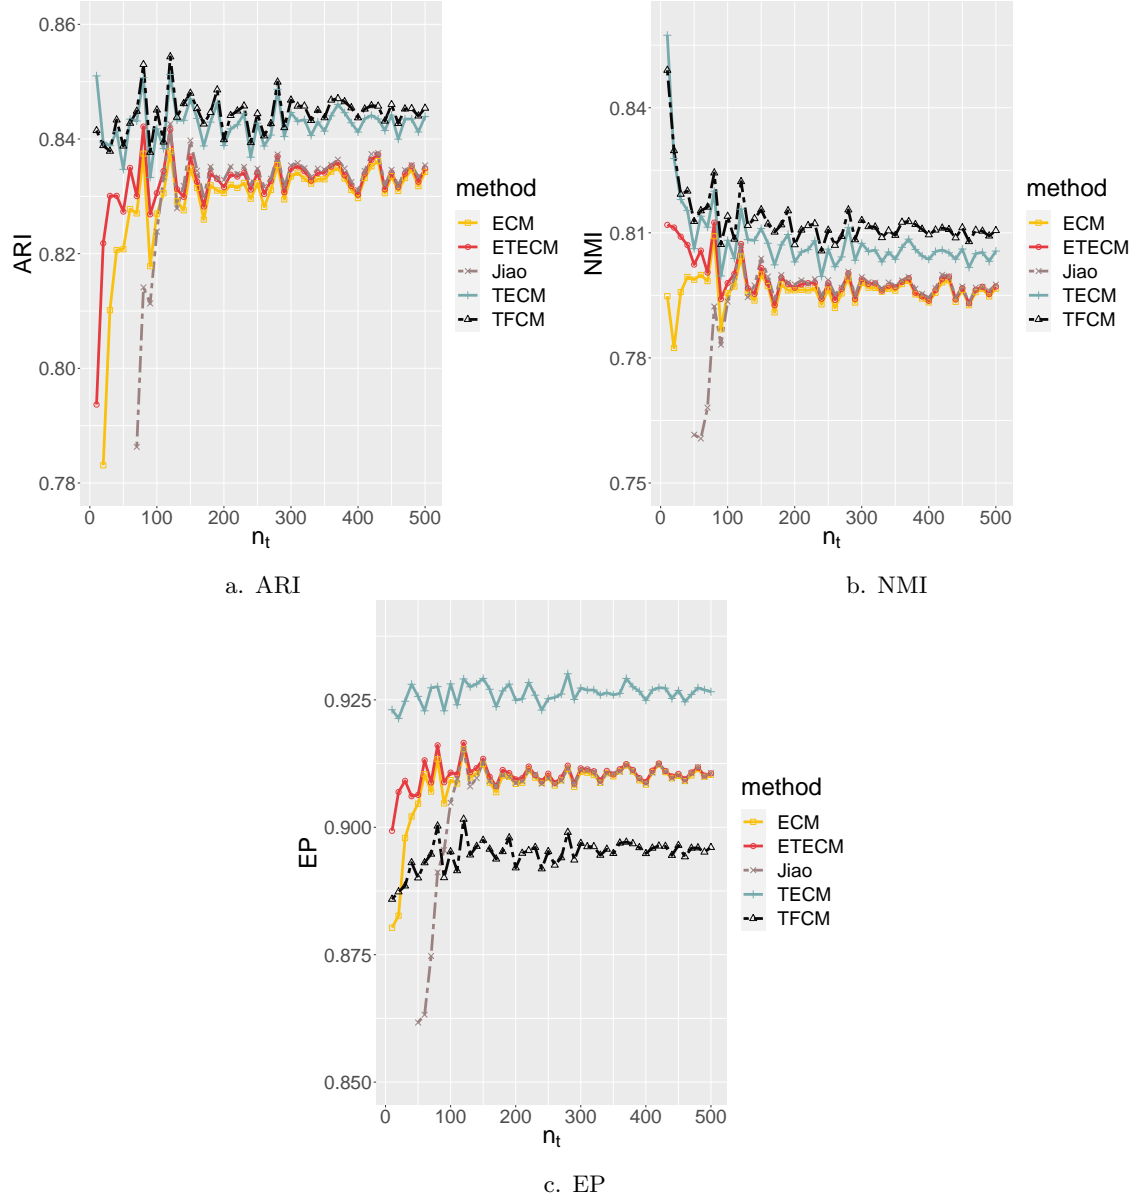 0.86
0.84
0.82
0.80
0.78
ARI
0 100 200 300 400 500
n_t
method
ECM
ETECM
Jiao
TECM
TFCM
a. ARI
0.84
0.81
0.78
0.75
NMI
0 100 200 300 400 500
n_t
method
ECM
ETECM
Jiao
TECM
TFCM
b. NMI
0.925
0.900
0.875
0.850
EP
0 100 200 300 400 500
n_t
method
ECM
ETECM
Jiao
TECM
TFCM
c. EP